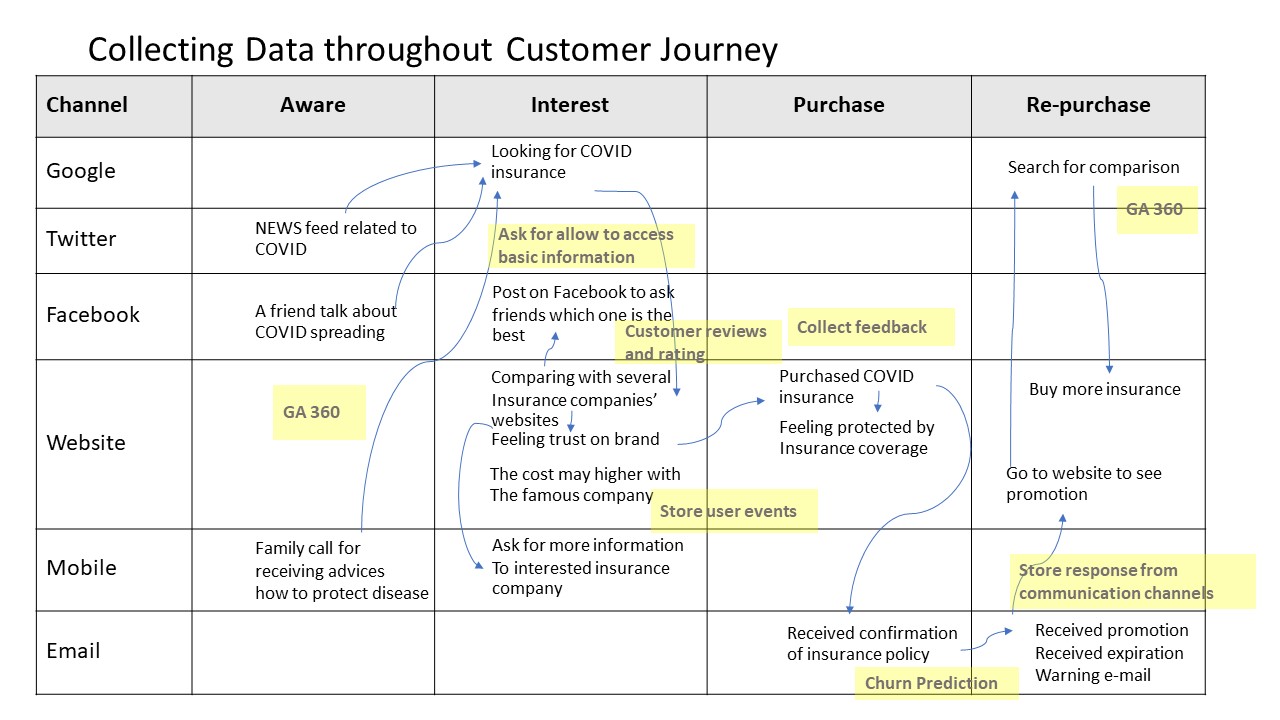 Collecting Data throughout Customer Journey
Channel
Aware
Interest
Purchase
Re-purchase
Google
Looking for COVID
insurance
Search for comparison
GA 360
Twitter
NEWS feed related to
COVID
Ask for allow to access
basic information
Facebook
A friend talk about
COVID spreading
Post on Facebook to ask
friends which one is the
best
Customer reviews
and rating
Collect feedback
Website
GA 360
Comparing with several
Insurance companies’
websites
Feeling trust on brand
The cost may higher with
The famous company
Store user events
Purchased COVID
insurance
Feeling protected by
Insurance coverage
Buy more insurance
Go to website to see
promotion
Mobile
Family call for
receiving advices
how to protect disease
Ask for more information
To interested insurance
company
Store response from
communication channels
Email
Received confirmation
of insurance policy
Churn Prediction
Received promotion
Received expiration
Warning e-mail